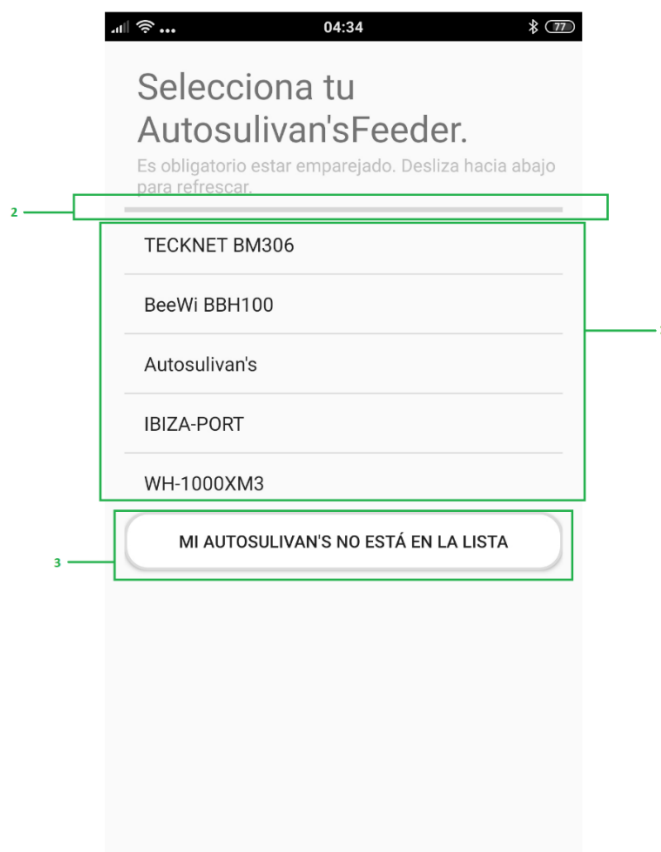 04:34
77
Selecciona tu
Autosulivan'sFeeder.
Es obligatorio estar emparejado. Desliza hacia abajo
para refrescar.
2
TECKNET BM306
BeeWi BBH100
Autosulivan's
IBIZA-PORT
WH-1000XM3
MI AUTOSULIVAN'S NO ESTÁ EN LA LISTA
3